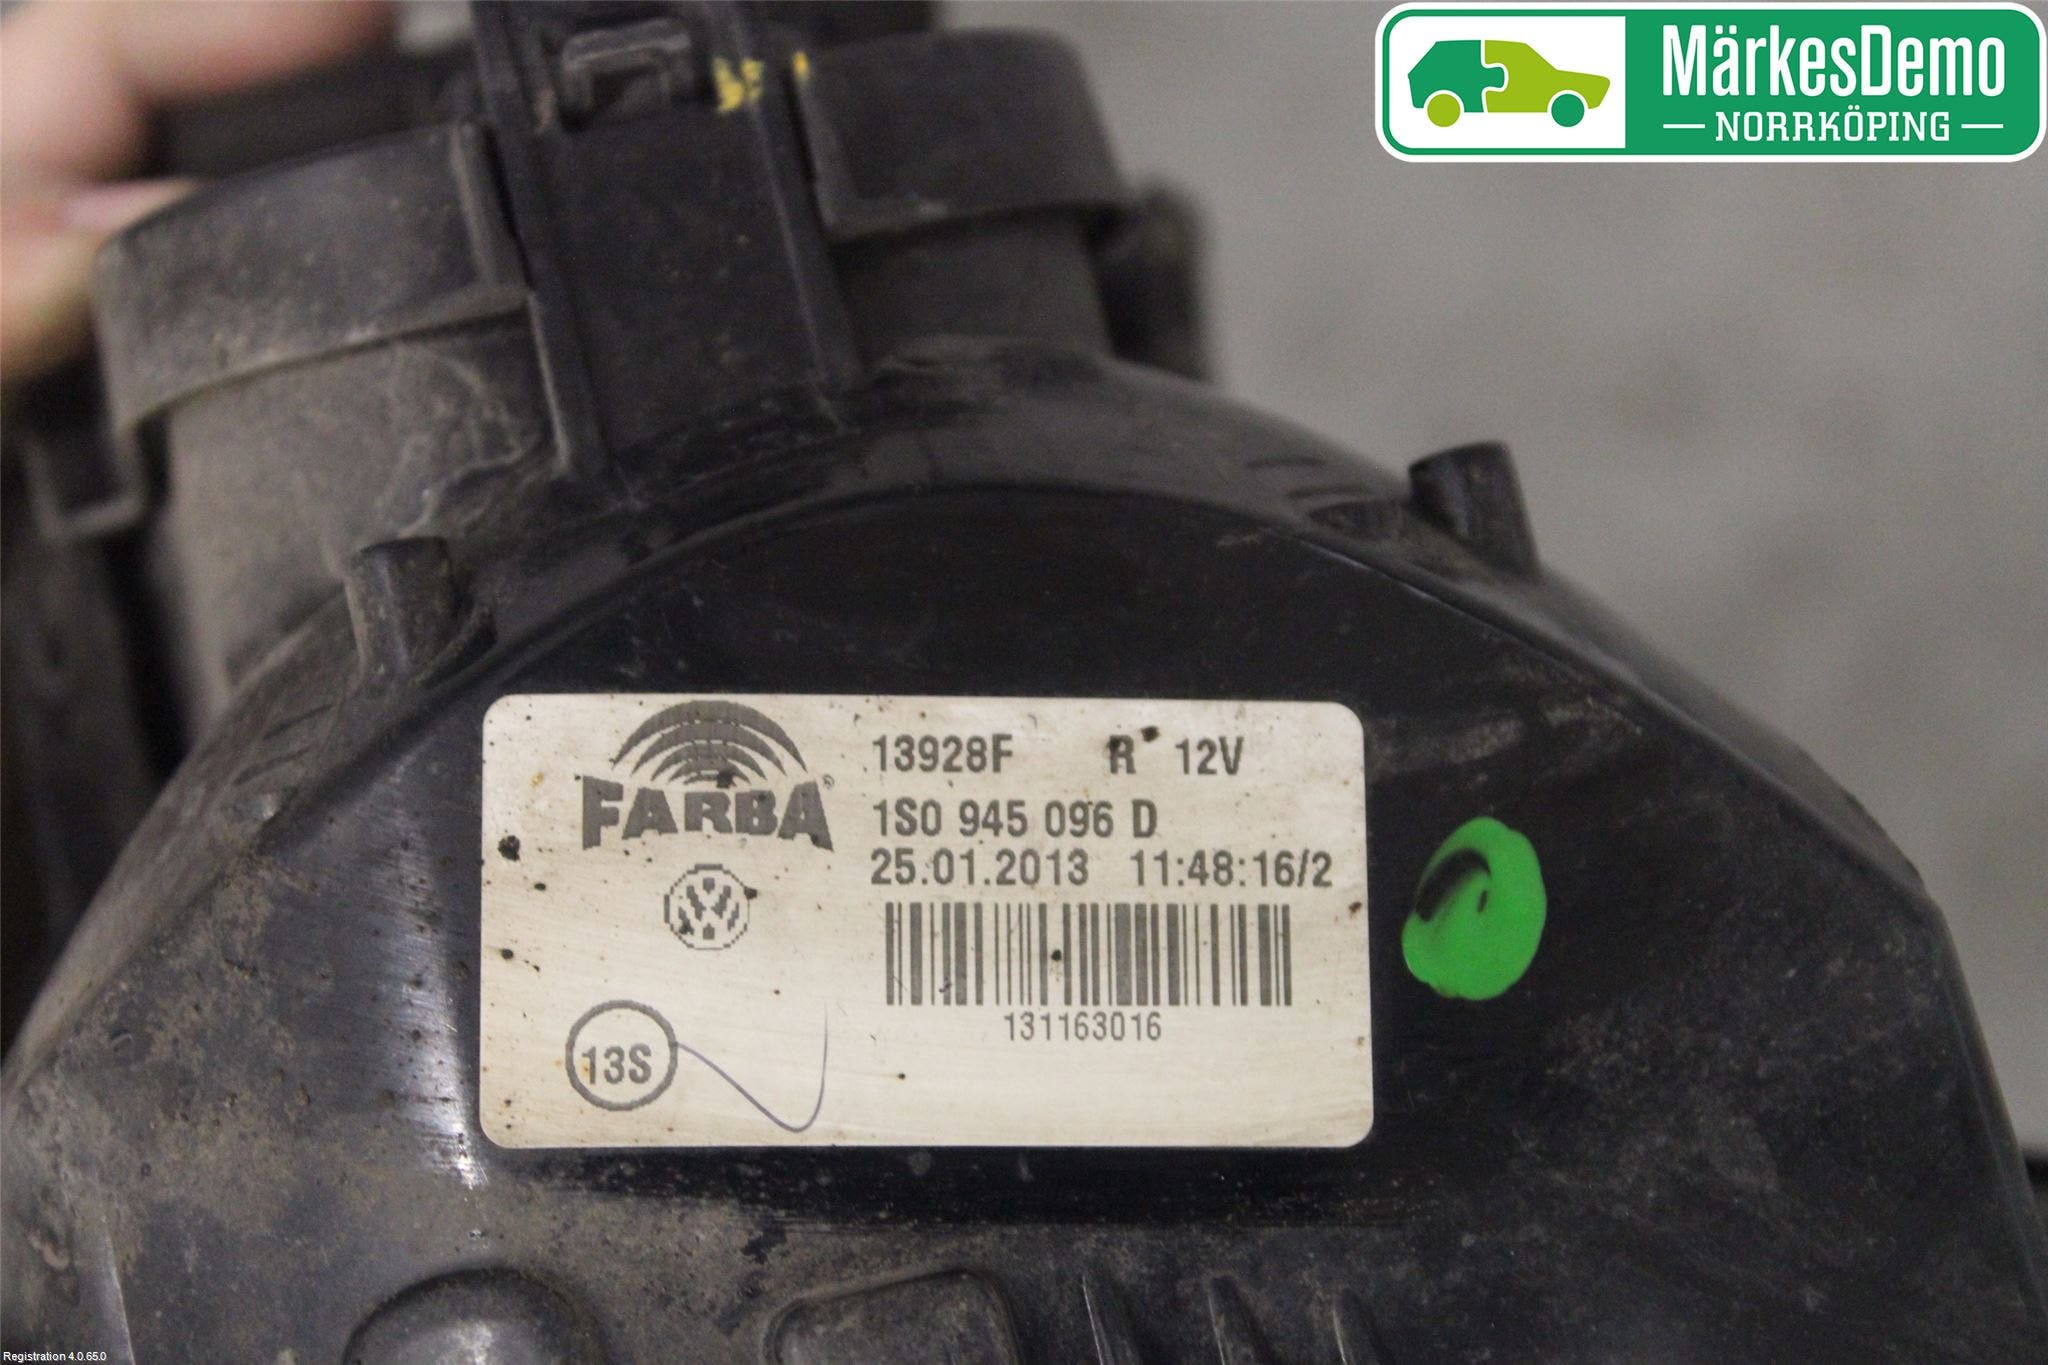 MärkesDemo
NORRKÖPING
FARBA
13928F R 12V
1S0 945 096 D
25.01.2013 11:48:16/2
131163016
13S
Registration 4.0.65.0